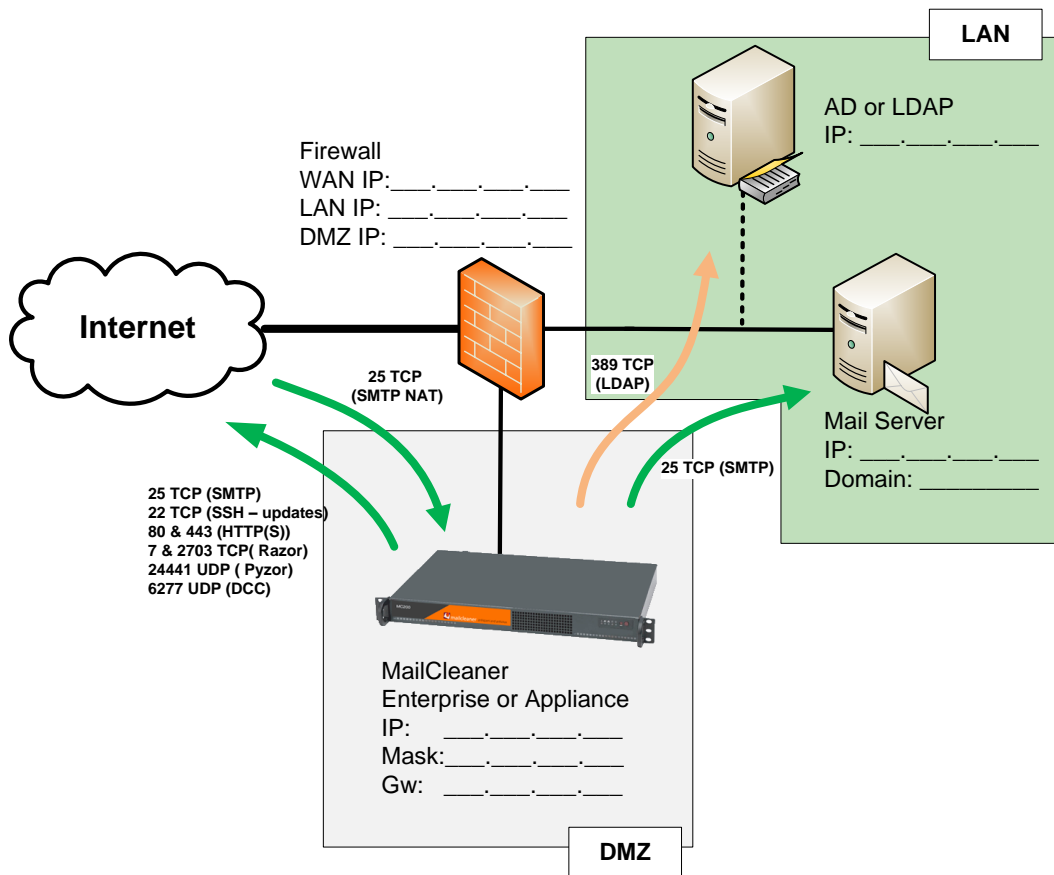 LAN
AD or LDAP
IP: ___.___.___.___
Firewall
WAN IP:___.___.___.___
LAN IP: ___.___.___.___
DMZ IP: ___.___.___.___
Internet
25 TCP
(SMTP NAT)
389 TCP
(LDAP)
Mail Server
IP: ___.___.___.___
Domain: _________
25 TCP (SMTP)
25 TCP (SMTP)
22 TCP (SSH – updates)
80 & 443 (HTTP(S))
7 & 2703 TCP( Razor)
24441 UDP ( Pyzor)
6277 UDP (DCC)
mailcleaner
MailCleaner
Enterprise or Appliance
IP: ___.___.___.___
Mask:___.___.___.___
Gw: ___.___.___.___
DMZ